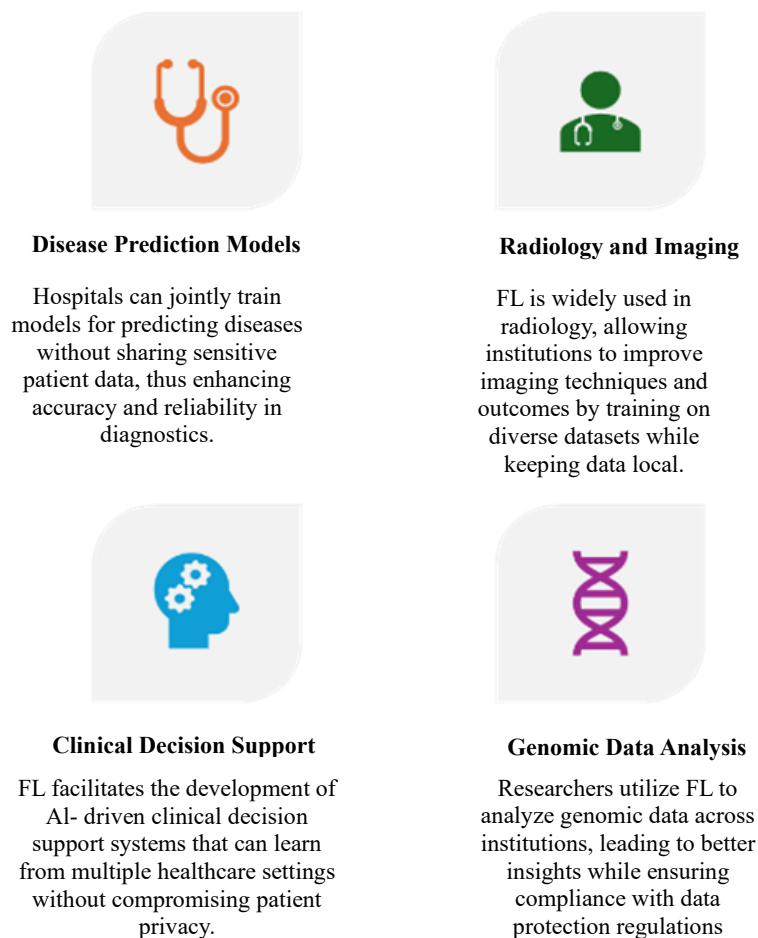 Disease Prediction Models
Hospitals can jointly train
models for predicting diseases
without sharing sensitive
patient data, thus enhancing
accuracy and reliability in
diagnostics.
Radiology and Imaging
FL is widely used in
radiology, allowing
institutions to improve
imaging techniques and
outcomes by training on
diverse datasets while
keeping data local.
Clinical Decision Support
FL facilitates the development of
Al- driven clinical decision
support systems that can learn
from multiple healthcare settings
without compromising patient
privacy.
Genomic Data Analysis
Researchers utilize FL to
analyze genomic data across
institutions, leading to better
insights while ensuring
compliance with data
protection regulations